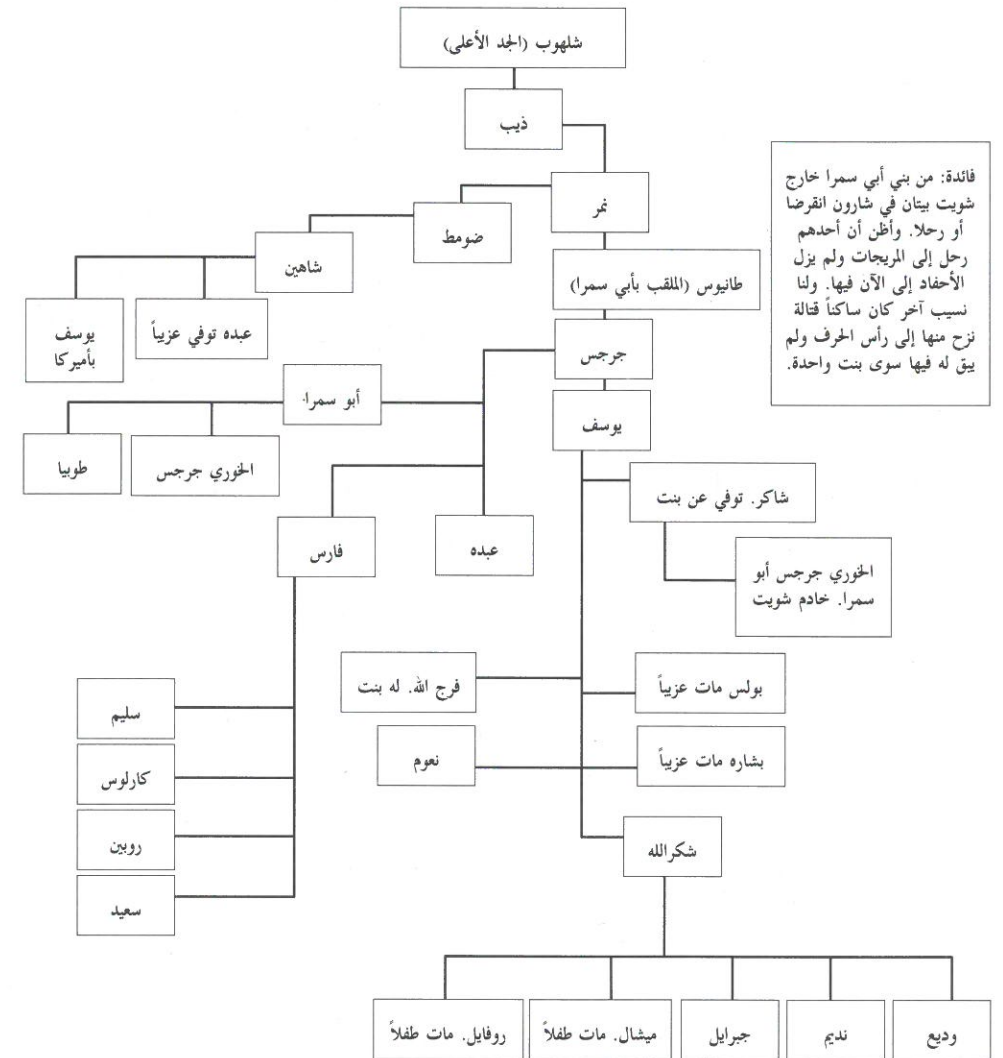 شلهوب (الجد الأعلى)
ذيب
فائدة: من بني أبي سمرا خارج
شويت بيتان في شارون انقرضا
أو رحلا. وأظن أن أحدهم
رحل إلى المريجات ولم يزل
الأحفاد إلى الآن فيها. ولنا
نسيب آخر كان ساكناً قتالة
نزح منها إلى رأس الحرف ولم
يبق له فيها سوى بنت واحدة.
نمر
ضومط
شاهين
طانيوس (الملقب بأبي سمرا)
عبده توفي عزيباً
يوسف
بأميركا
جرجس
أبو سمرا
يوسف
الخوري جرجس
طوبيا
شاكر. توفي عن بنت
عبده
فارس
الخوري جرجس أبو
سمرا. خادم شويت
بولس مات عزيباً
فرج الله. له بنت
سليم
بشاره مات عزيباً
نعوم
كارلوس
روبين
شكرالله
سعيد
وديع
نديم
جبرايل
ميشال. مات طفلاً
روفايل. مات طفلاً